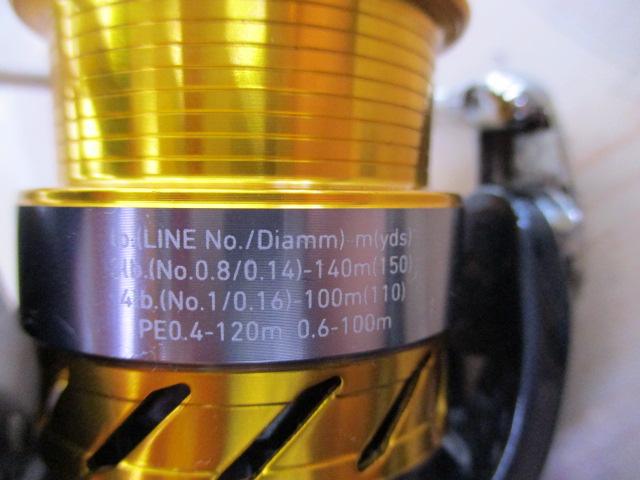 b.(LINE No./Diamm)-m(yds)
lb.(No.0.8/0.14)-140m(150)
4 lb.(No.1/0.16)-100m(110)
PE0.4-120m 0.6-100m